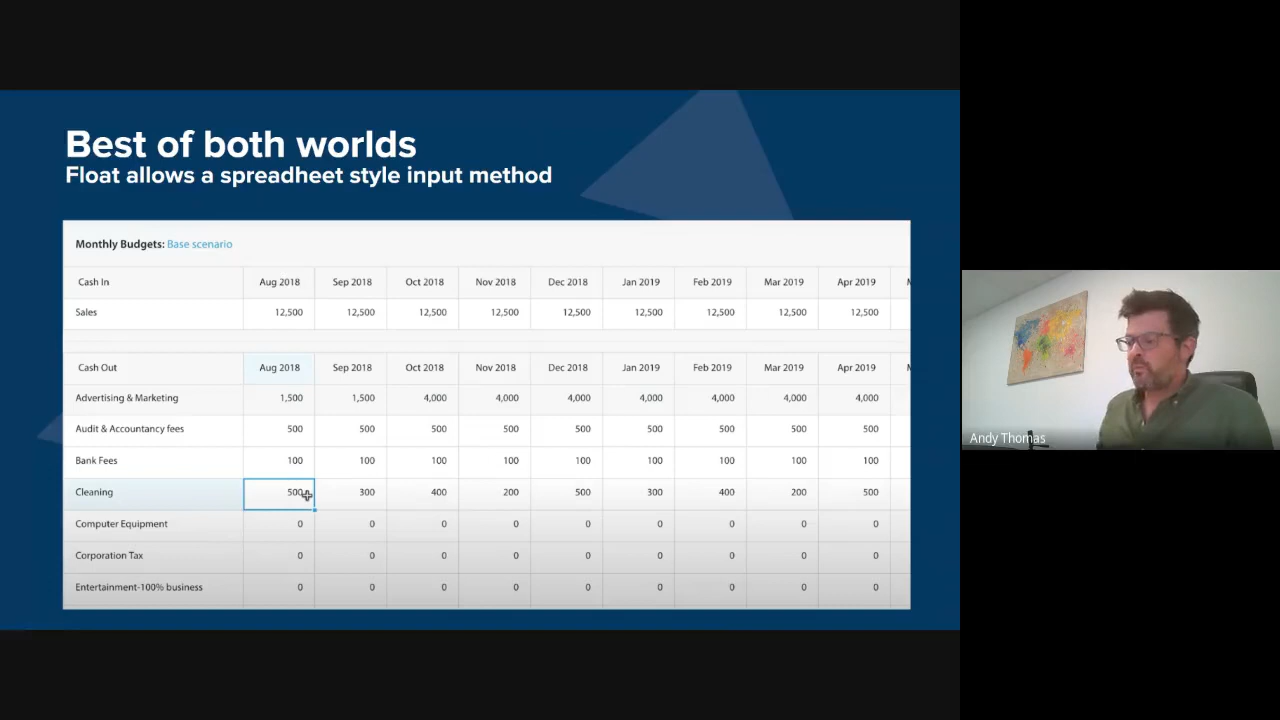 Best of both worlds
Float allows a spreadheet style input method
Monthly Budgets: Base scenario
Cash In Aug 2018 Sep 2018 Oct 2018 Nov 2018 Dec 2018 Jan 2019 Feb 2019 Mar 2019 Apr 2019
Sales 12,500 12,500 12,500 12,500 12,500 12,500 12,500 12,500 12,500
Cash Out Aug 2018 Sep 2018 Oct 2018 Nov 2018 Dec 2018 Jan 2019 Feb 2019 Mar 2019 Apr 2019
Advertising & Marketing 1,500 1,500 4,000 4,000 4,000 4,000 4,000 4,000 4,000
Audit & Accountancy fees 500 500 500 500 500 500 500 500 500
Bank Fees 100 100 100 100 100 100 100 100 100
Cleaning 500 300 400 200 500 300 400 200 500
Computer Equipment 0 0 0 0 0 0 0 0 0
Corporation Tax 0 0 0 0 0 0 0 0 0
Entertainment-100% business 0 0 0 0 0 0 0 0 0
Andy Thomas